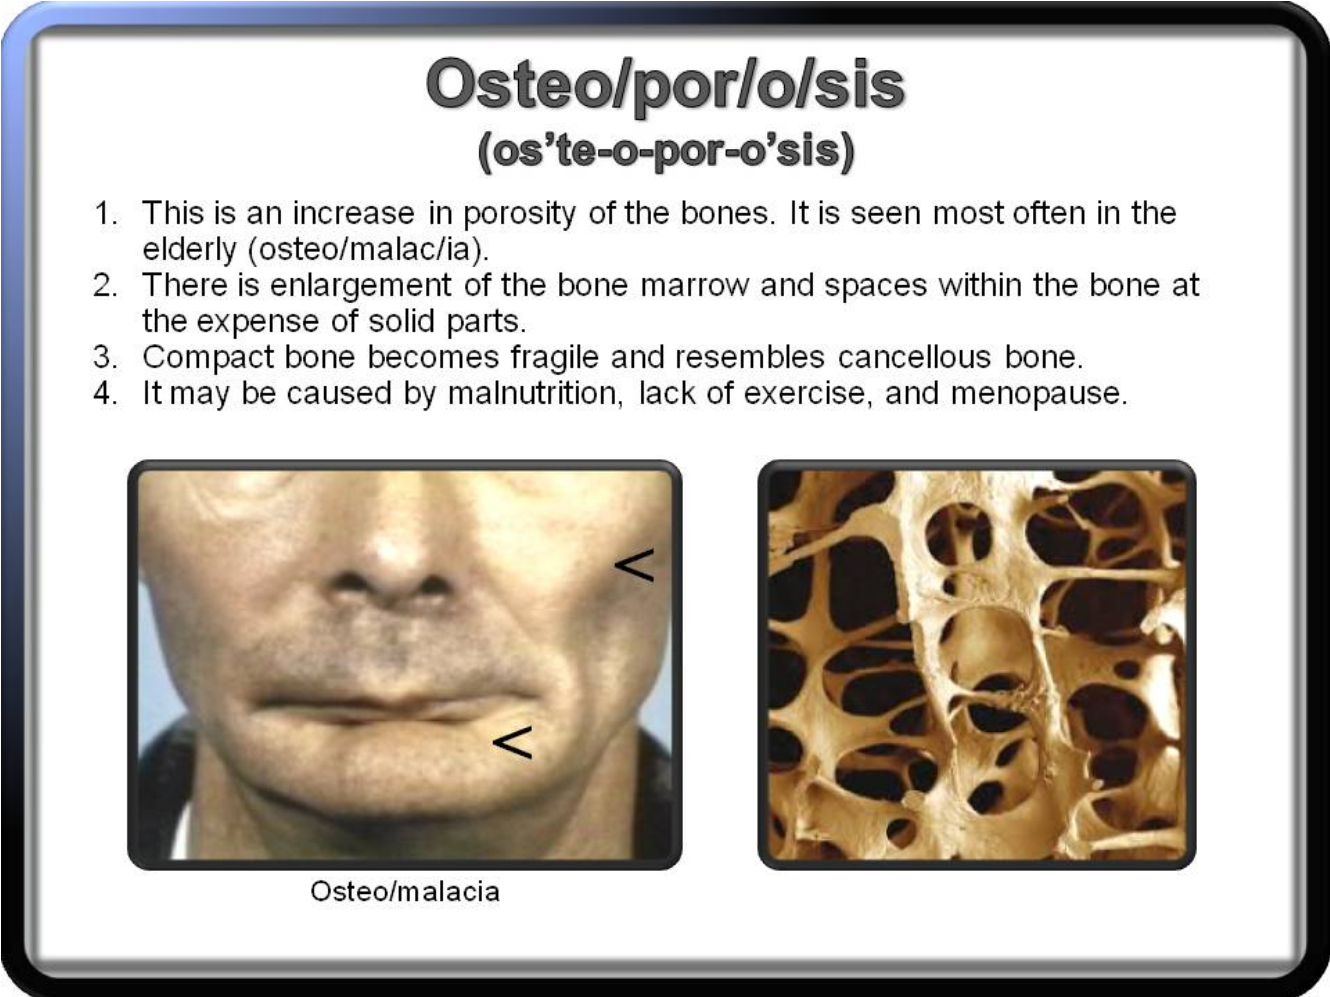 Osteo/por/o/sis
(os’te-o-por-o’sis)
1. This is an increase in porosity of the bones. It is seen most often in the
elderly (osteo/malac/ia).
2. There is enlargement of the bone marrow and spaces within the bone at
the expense of solid parts.
3. Compact bone becomes fragile and resembles cancellous bone.
4. It may be caused by malnutrition, lack of exercise, and menopause.
<
<
Osteo/malacia